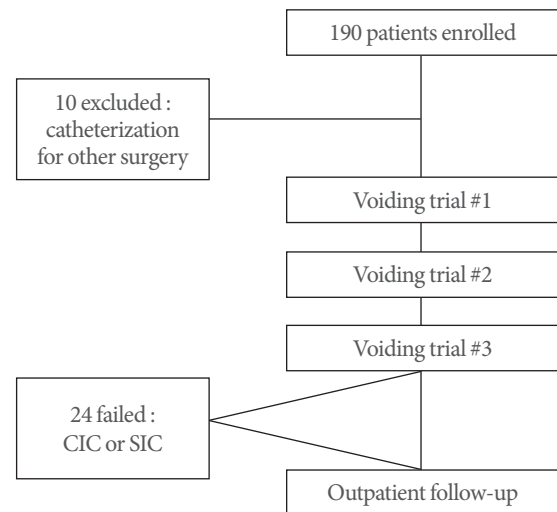 190 patients enrolled
10 excluded :
catheterization
for other surgery
Voiding trial #1
Voiding trial #2
Voiding trial #3
24 failed :
CIC or SIC
Outpatient follow-up